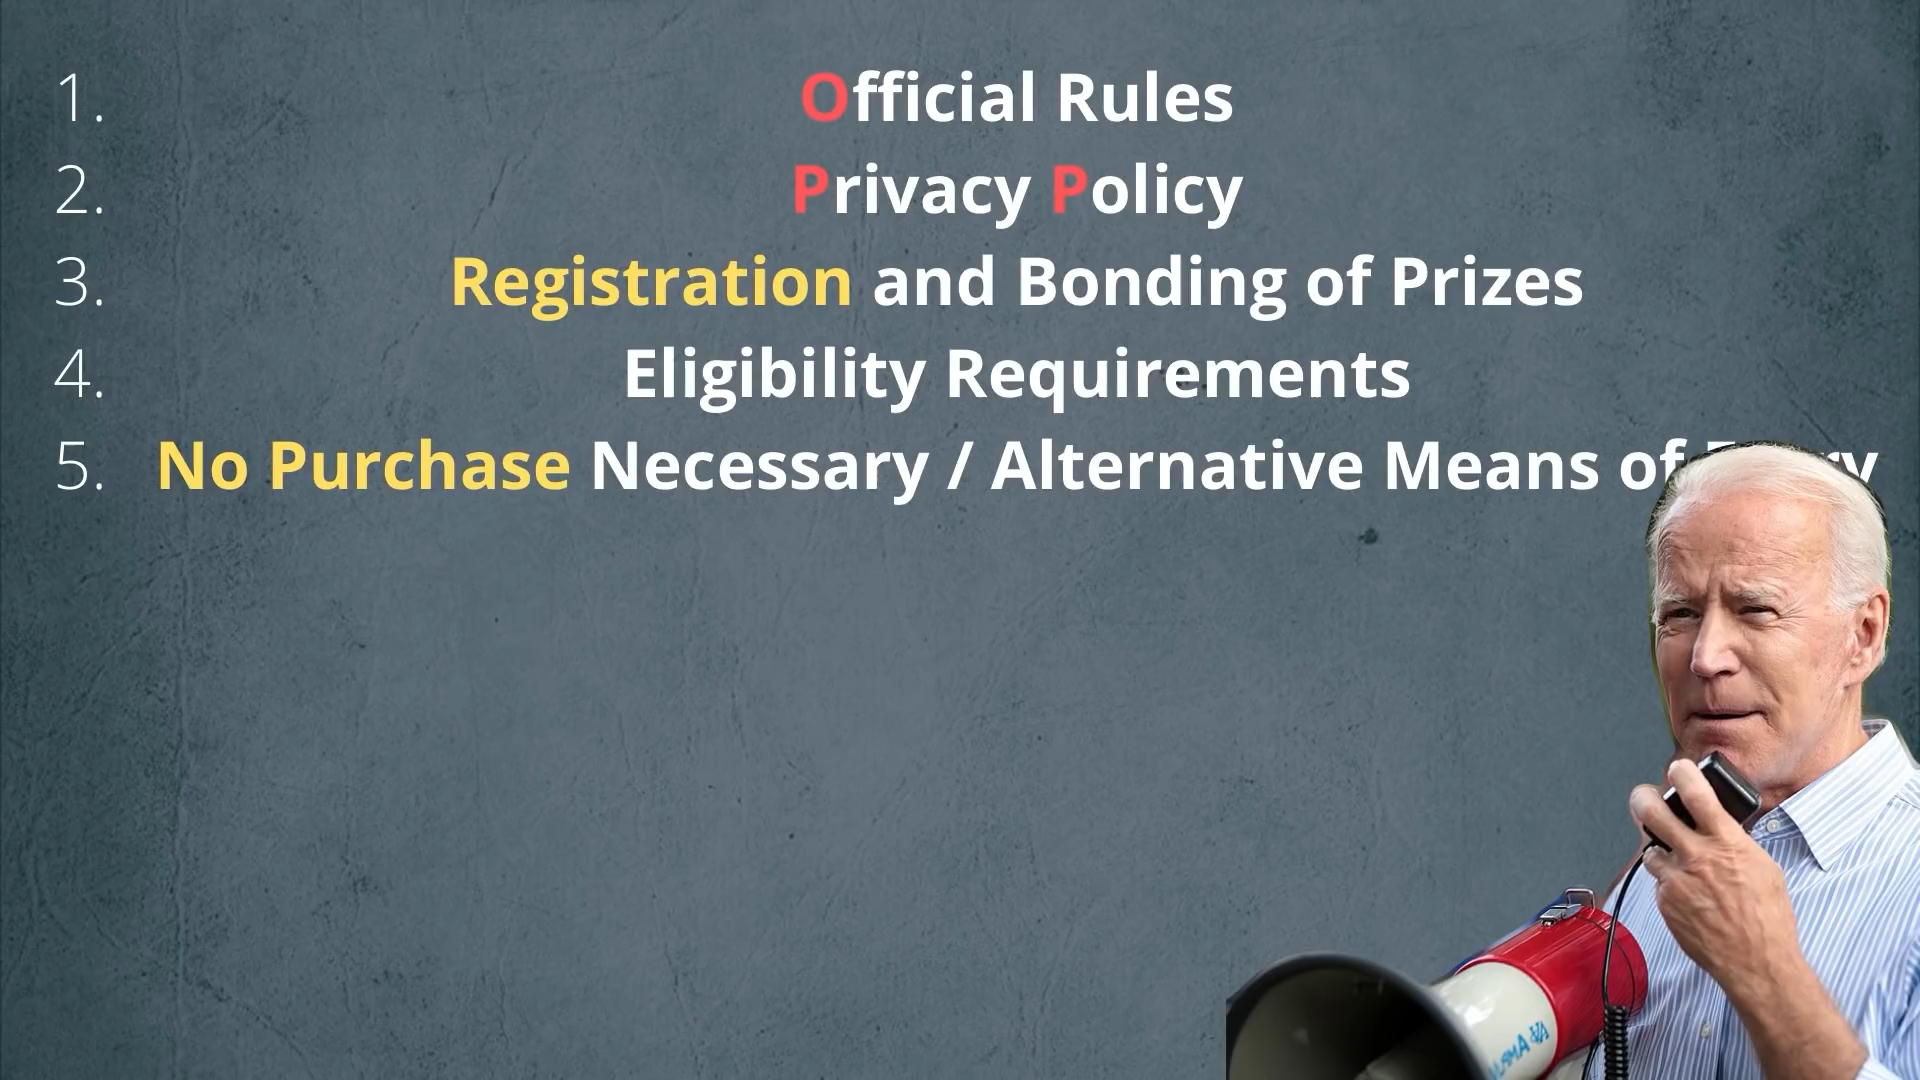 1. Official Rules
2. Privacy Policy
3. Registration and Bonding of Prizes
4. Eligibility Requirements
5. No Purchase Necessary / Alternative Means of